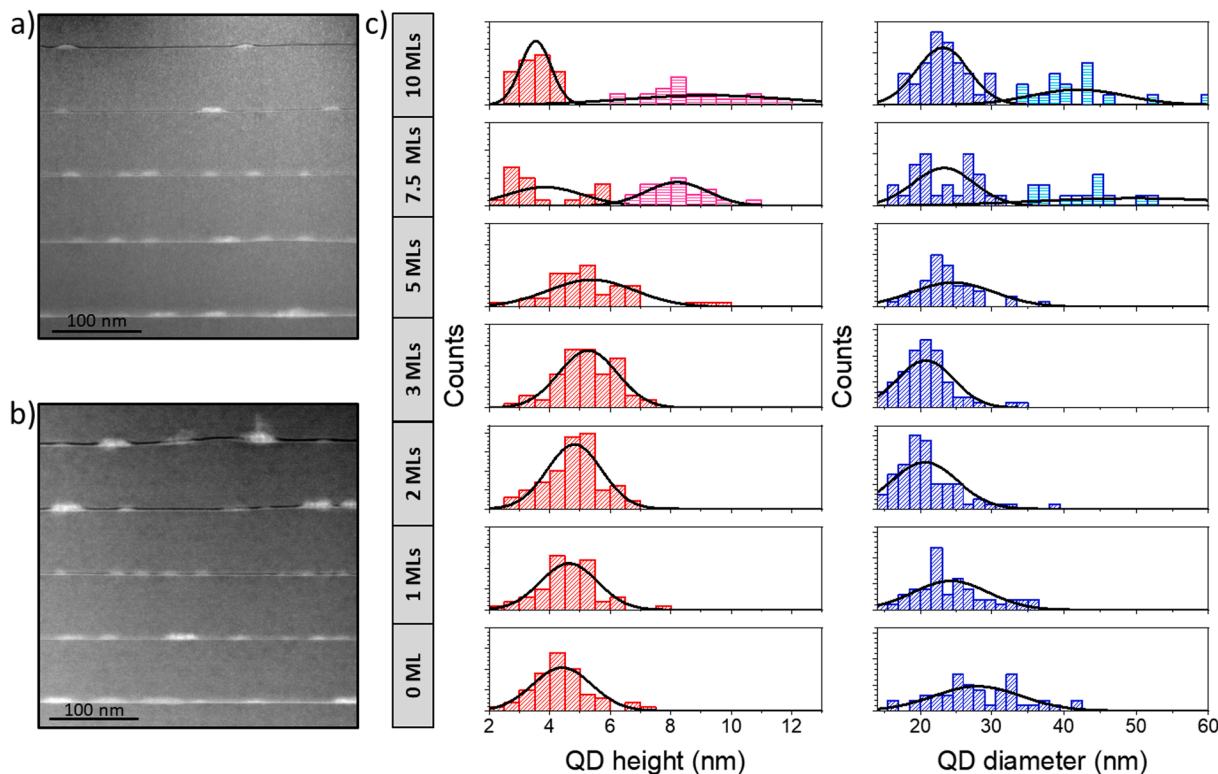 a)
100 nm
b)
100 nm
c)
10 MLs
7.5 MLs
5 MLs
3 MLs
2 MLs
1 MLs
0 ML
Counts
2 4 6 8 10 12
QD height (nm)
Counts
20 30 40 50 60
QD diameter (nm)